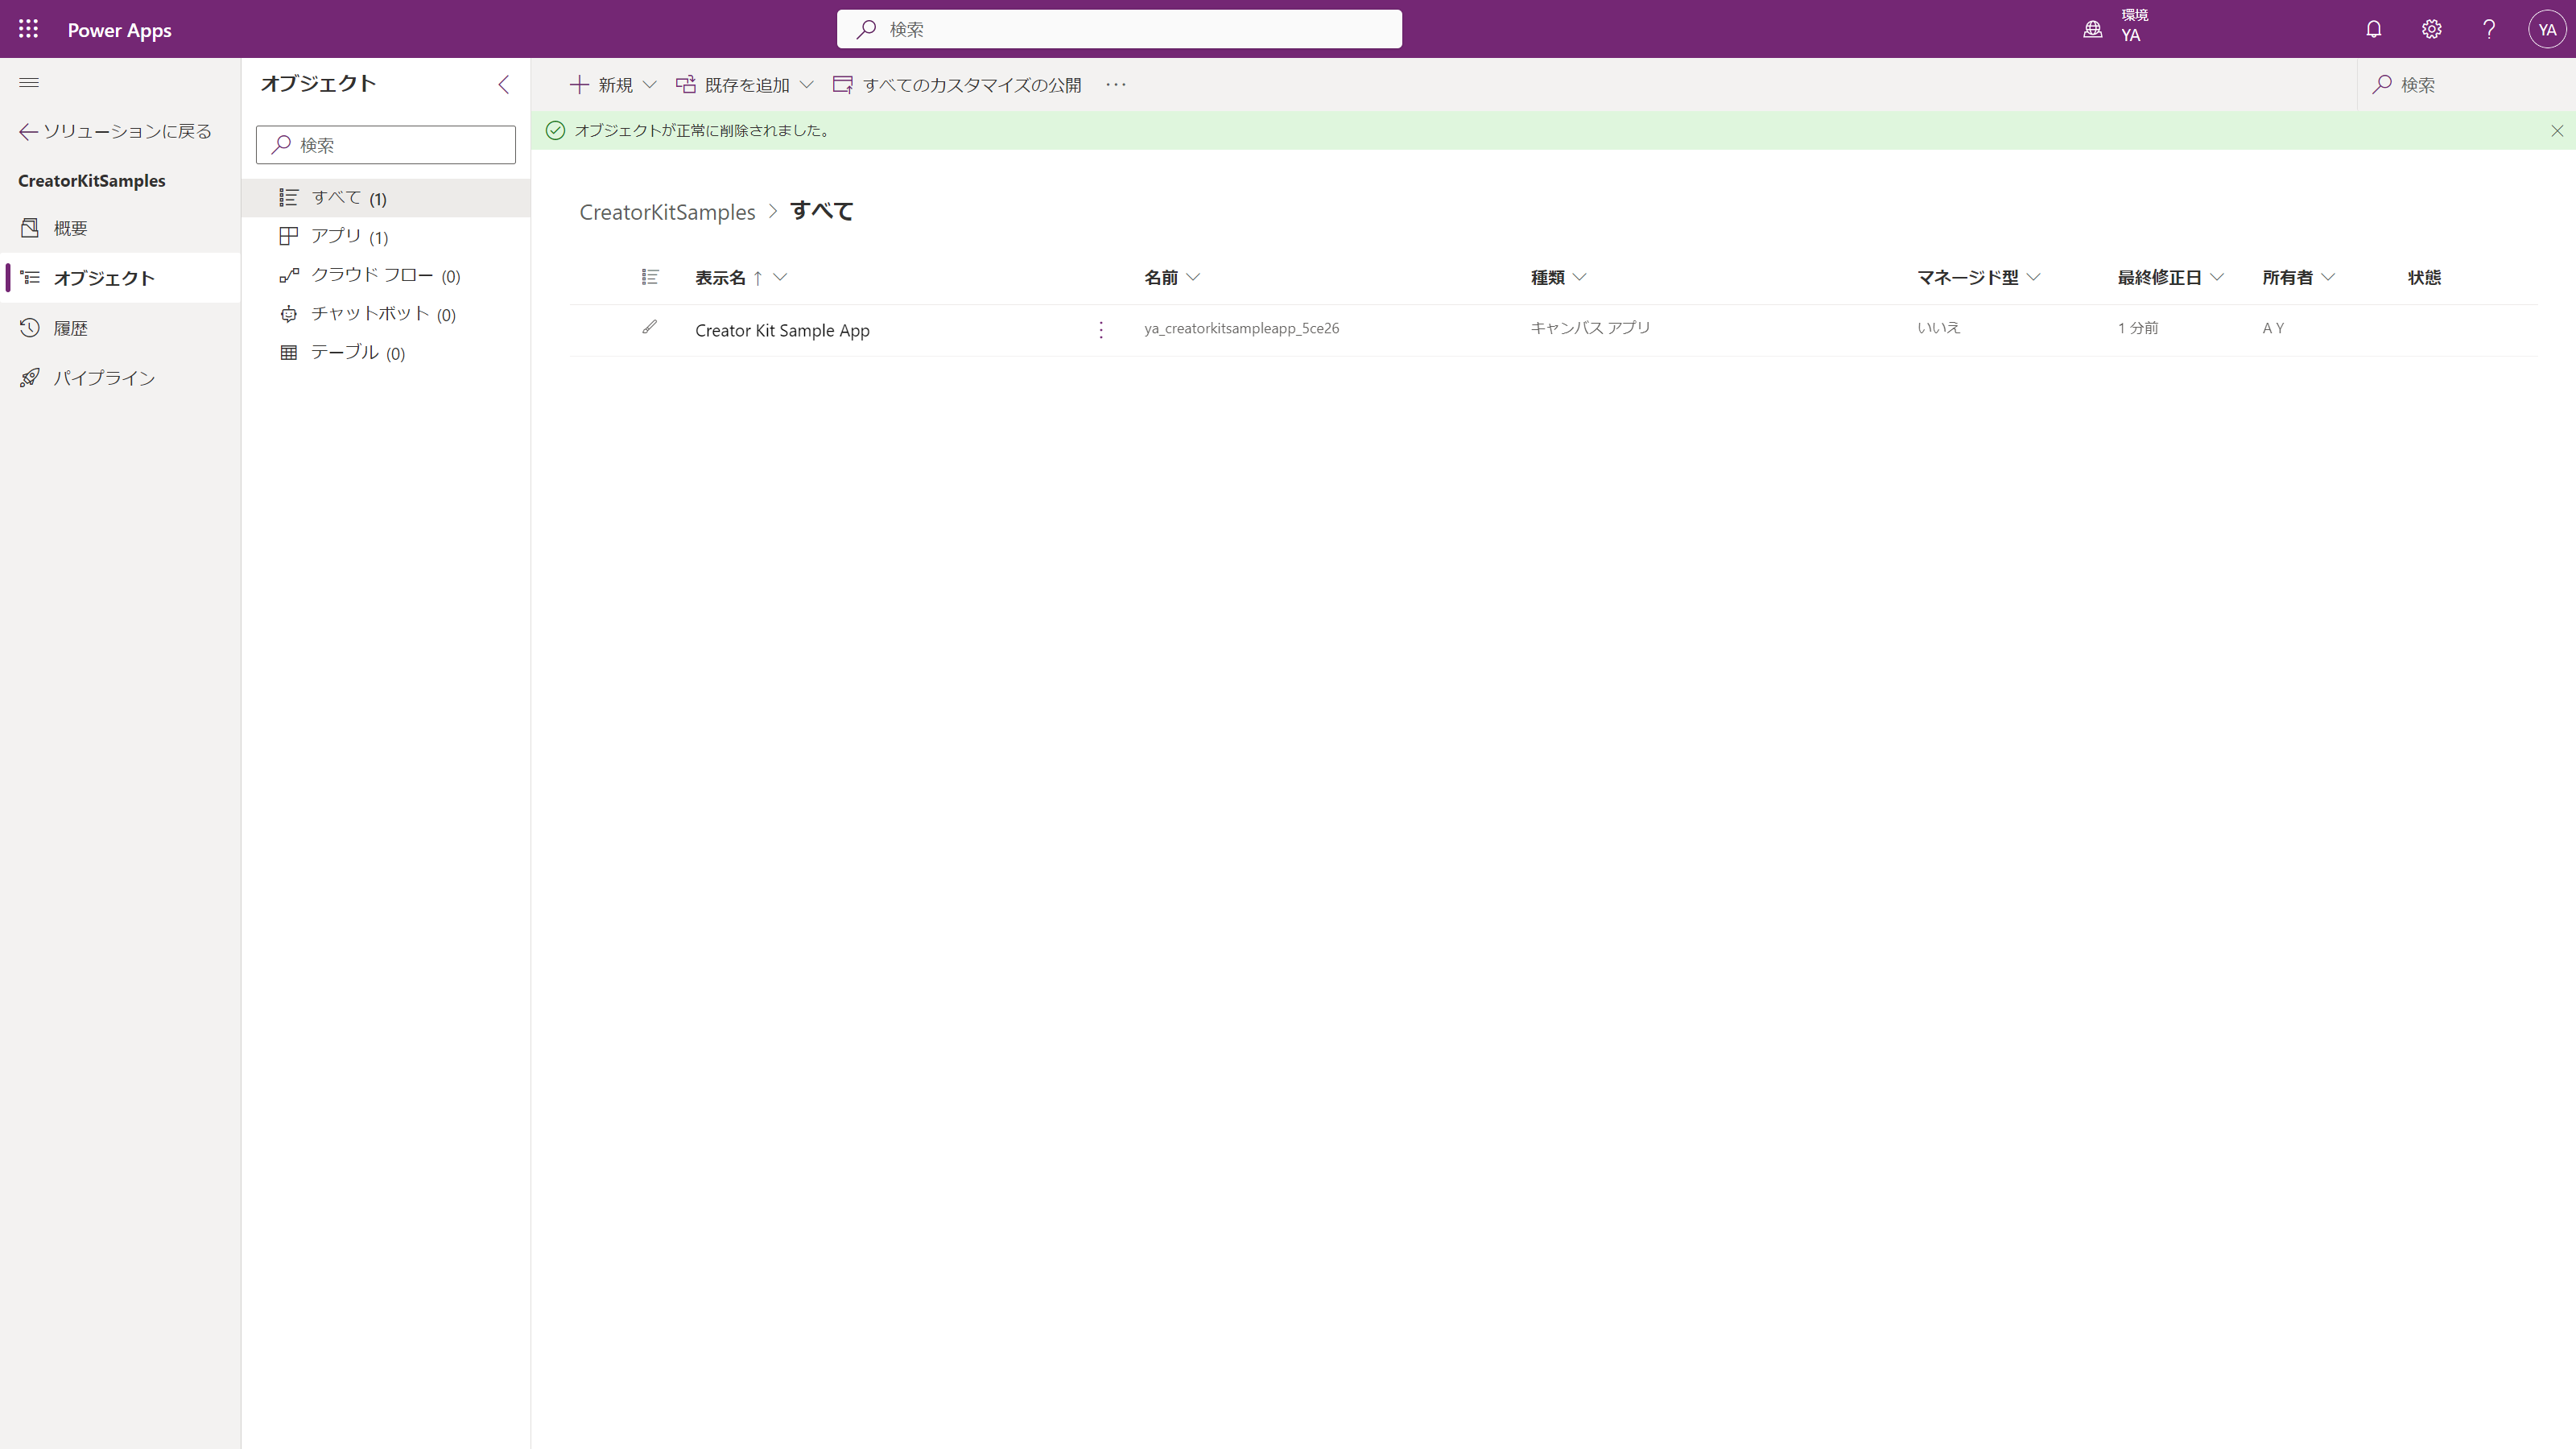 Power Apps
検索
環境
YA
YA
オブジェクト
新規
既存を追加
すべてのカスタマイズの公開
検索
ソリューションに戻る
検索
オブジェクトが正常に削除されました。
CreatorKitSamples
概要
オブジェクト
履歴
パイプライン
すべて (1)
アプリ (1)
クラウド フロー (0)
チャットボット (0)
テーブル (0)
CreatorKitSamples > すべて
表示名 ↑ 名前 種類 マネージド型 最終修正日 所有者 状態
Creator Kit Sample App ya_creatorkitsampleapp_5ce26 キャンバス アプリ いいえ 1 分前 A Y